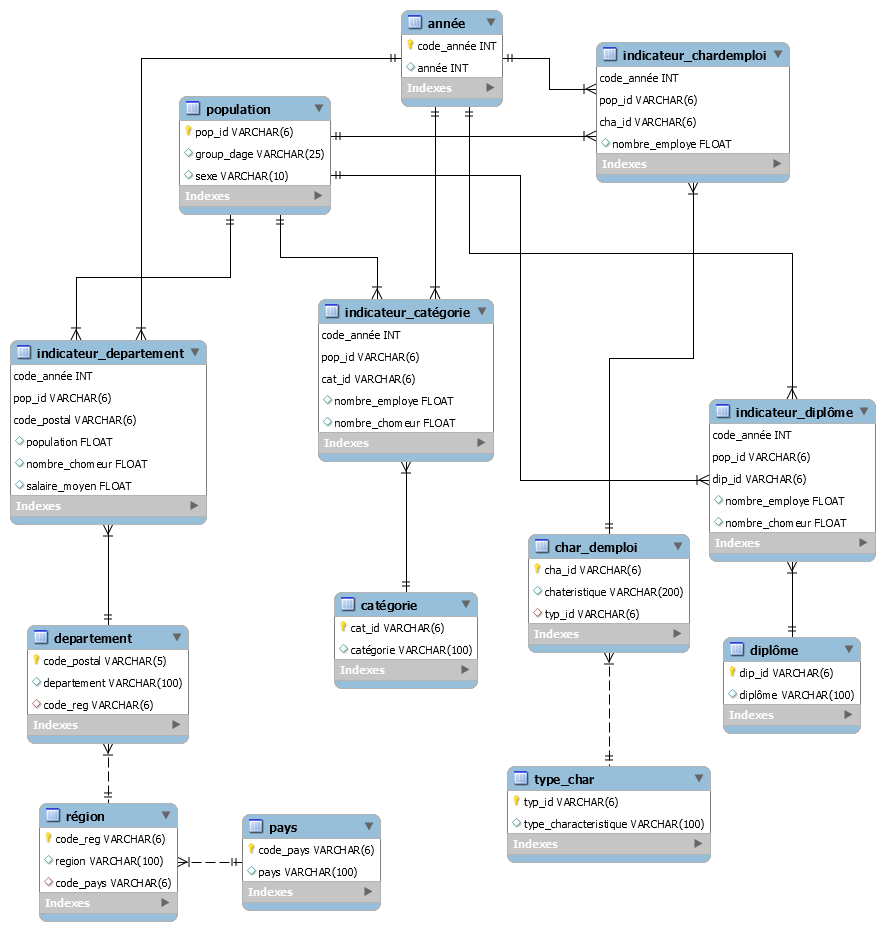 année
code_année INT
année INT
Indexes
indicateur_chardemploi
code_année INT
pop_id VARCHAR(6)
cha_id VARCHAR(6)
nombre_employe FLOAT
Indexes
population
pop_id VARCHAR(6)
group_dage VARCHAR(25)
sexe VARCHAR(10)
Indexes
indicateur_departement
code_année INT
pop_id VARCHAR(6)
code_postal VARCHAR(6)
population FLOAT
nombre_chomeur FLOAT
salaire_moyen FLOAT
Indexes
indicateur_catégorie
code_année INT
pop_id VARCHAR(6)
cat_id VARCHAR(6)
nombre_employe FLOAT
nombre_chomeur FLOAT
Indexes
indicateur_diplôme
code_année INT
pop_id VARCHAR(6)
dip_id VARCHAR(6)
nombre_employe FLOAT
nombre_chomeur FLOAT
Indexes
char_demploi
cha_id VARCHAR(6)
chateristique VARCHAR(200)
typ_id VARCHAR(6)
Indexes
catégorie
cat_id VARCHAR(6)
catégorie VARCHAR(100)
Indexes
departement
code_postal VARCHAR(5)
departement VARCHAR(100)
code_reg VARCHAR(6)
Indexes
diplôme
dip_id VARCHAR(6)
diplôme VARCHAR(100)
Indexes
type_char
typ_id VARCHAR(6)
type_characteristique VARCHAR(100)
Indexes
région
code_reg VARCHAR(6)
region VARCHAR(100)
code_pays VARCHAR(6)
Indexes
pays
code_pays VARCHAR(6)
pays VARCHAR(100)
Indexes